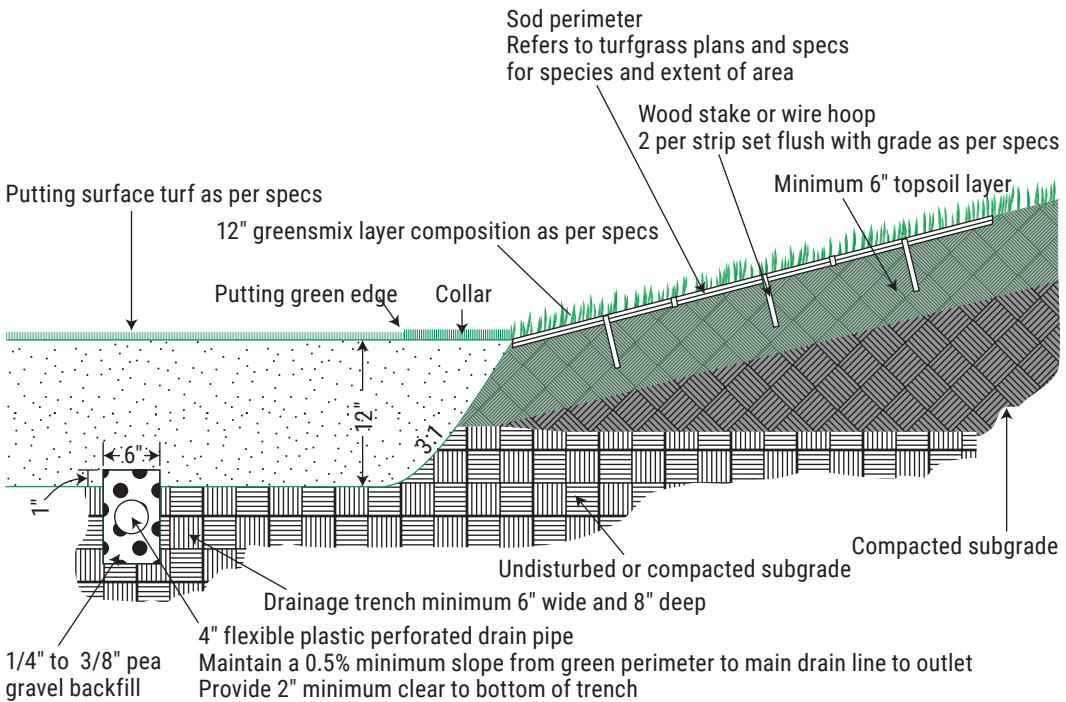 Sod perimeter
Refers to turfgrass plans and specs
for species and extent of area
Wood stake or wire hoop
2 per strip set flush with grade as per specs
Minimum 6" topsoil layer
Putting surface turf as per specs
12" greensmix layer composition as per specs
Putting green edge
Collar
12"
3:1
6"
1"
Compacted subgrade
Undisturbed or compacted subgrade
Drainage trench minimum 6" wide and 8" deep
4" flexible plastic perforated drain pipe
Maintain a 0.5% minimum slope from green perimeter to main drain line to outlet
Provide 2" minimum clear to bottom of trench
1/4" to 3/8" pea
gravel backfill